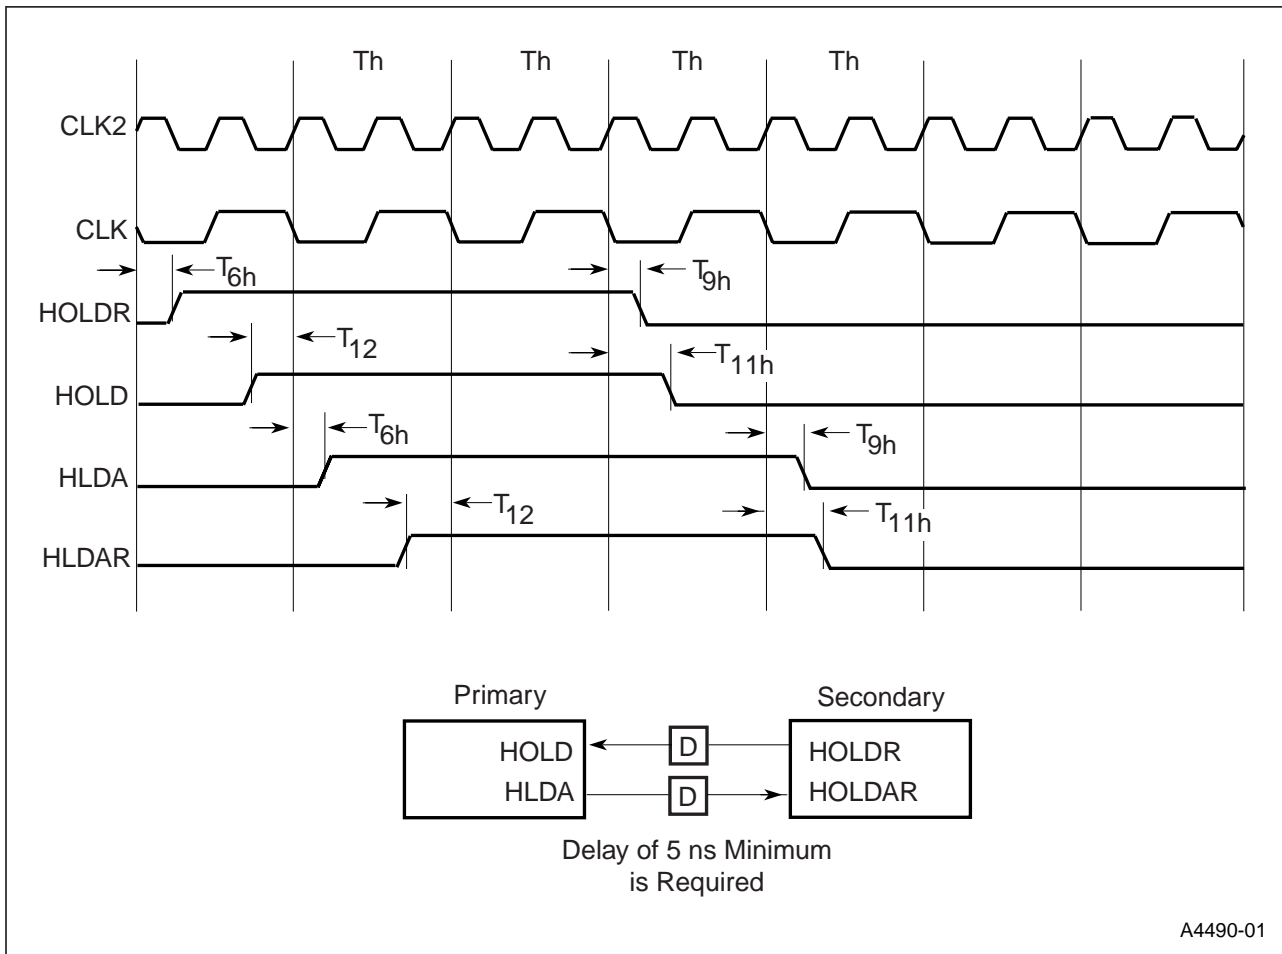 Th Th Th Th
CLK2
CLK
T6h T9h
HOLDR
T12 T11h
HOLD
T6h T9h
HLDA
T12 T11h
HLDAR
Primary Secondary
HOLD D HOLDR
HLDA D HOLDAR
Delay of 5 ns Minimum
is Required
A4490-01